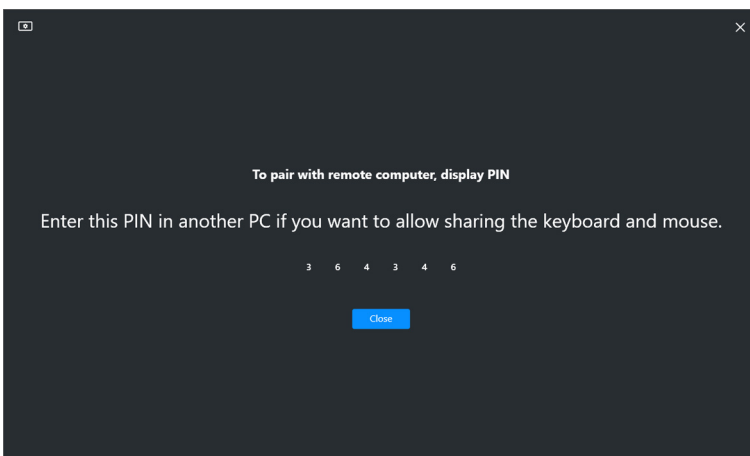 To pair with remote computer, display PIN
Enter this PIN in another PC if you want to allow sharing the keyboard and mouse.
3 6 4 3 4 6
Close